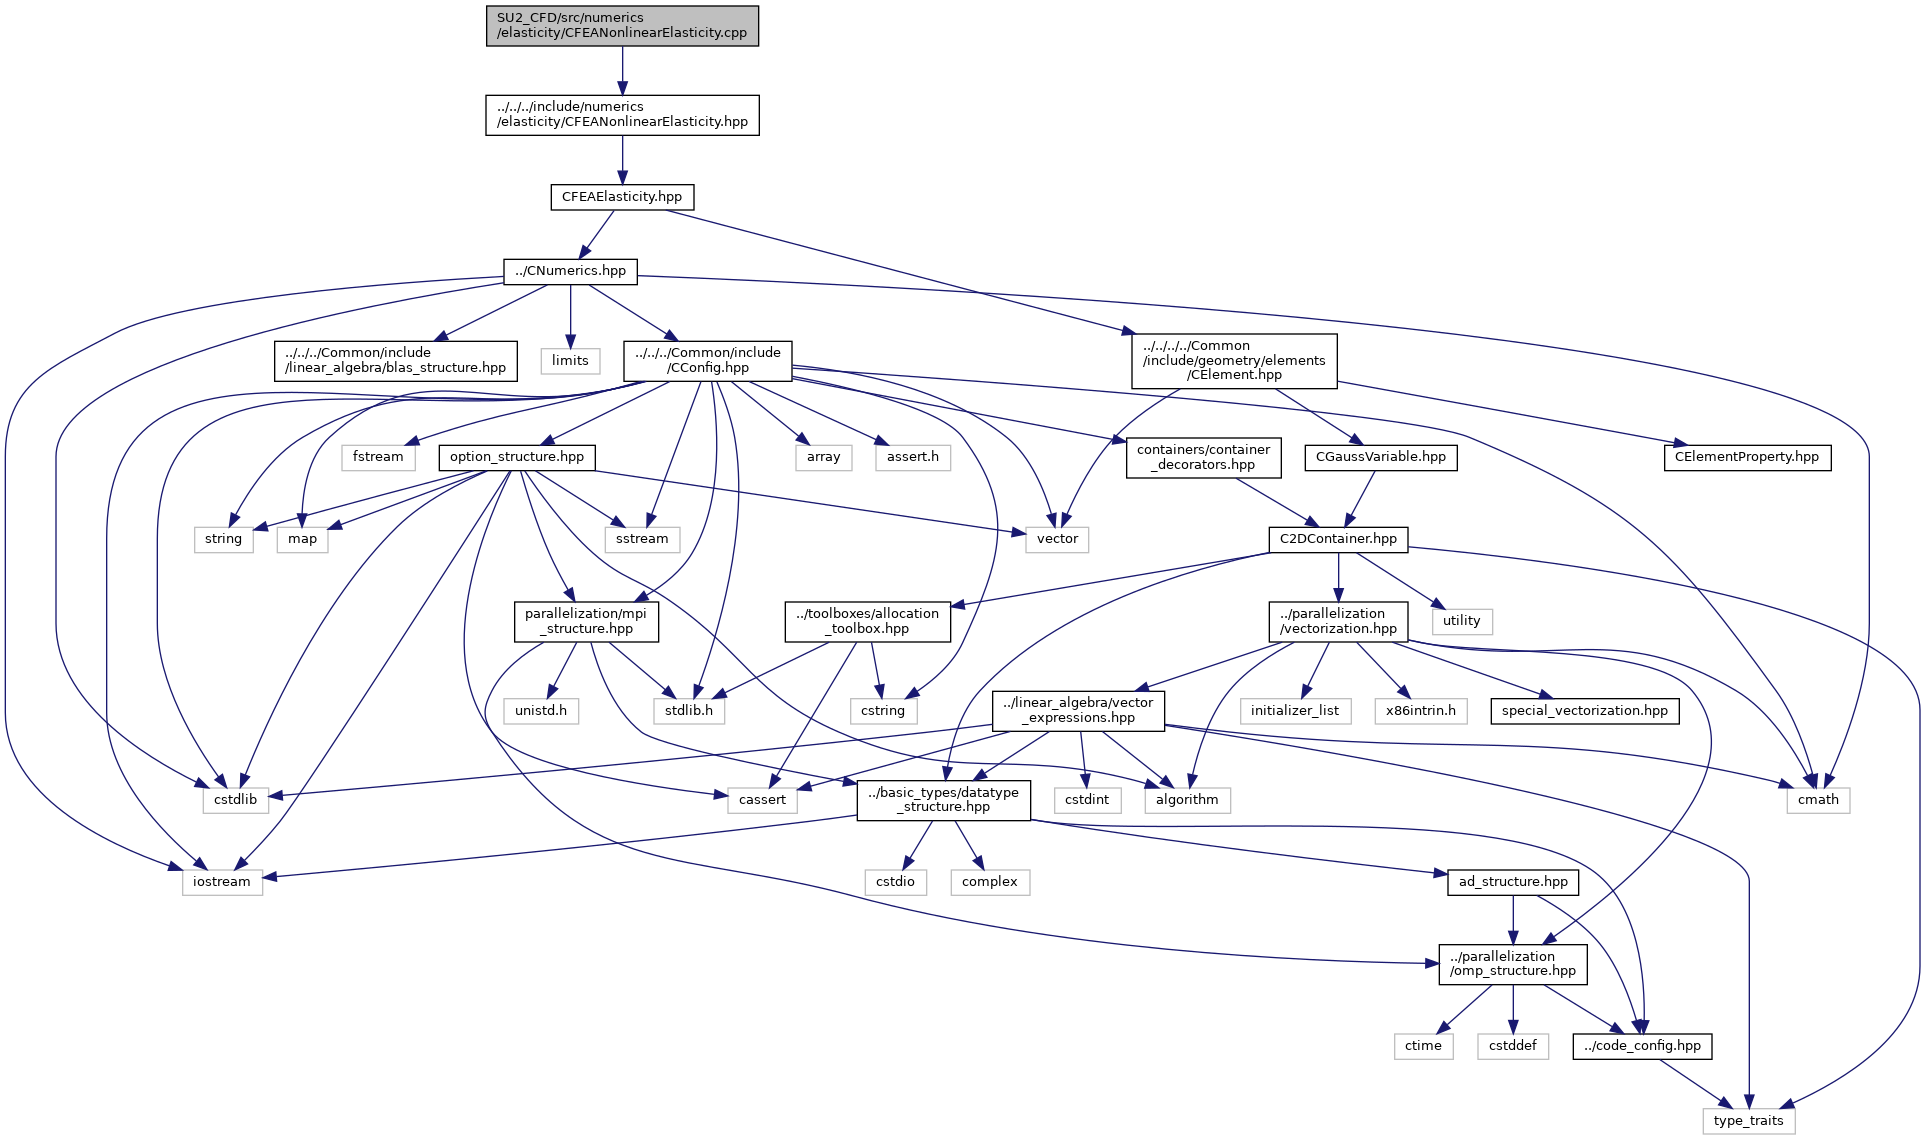 SU2_CFD/src/numerics
/elasticity/CFEANonlinearElasticity.cpp
../../../include/numerics
/elasticity/CFEANonlinearElasticity.hpp
CFEAElasticity.hpp
../CNumerics.hpp
../../../Common/include
/linear_algebra/blas_structure.hpp
limits
../../../Common/include
/CConfig.hpp
../../../../Common
/include/geometry/elements
/CElement.hpp
fstream
option_structure.hpp
array
assert.h
containers/container
_decorators.hpp
CGaussVariable.hpp
CElementProperty.hpp
string
map
sstream
vector
C2DContainer.hpp
parallelization/mpi
_structure.hpp
../toolboxes/allocation
_toolbox.hpp
../parallelization
/vectorization.hpp
utility
unistd.h
stdlib.h
cstring
../linear_algebra/vector
_expressions.hpp
initializer_list
x86intrin.h
special_vectorization.hpp
cstdlib
cassert
../basic_types/datatype
_structure.hpp
cstdint
algorithm
cmath
iostream
cstdio
complex
ad_structure.hpp
../parallelization
/omp_structure.hpp
ctime
cstddef
../code_config.hpp
type_traits